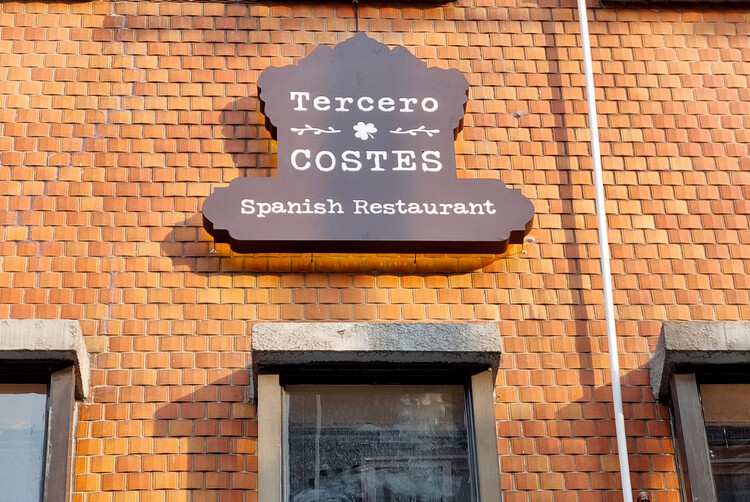 Tercero
COSTES
Spanish Restaurant